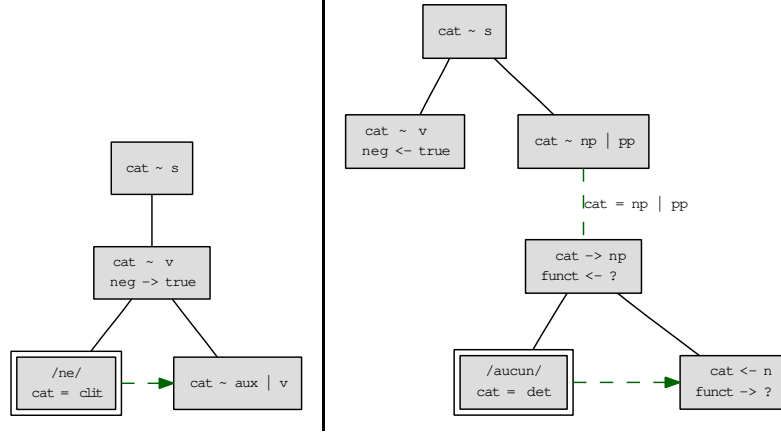 cat ~ s
cat ~ v
neg -> true
/ne/
cat = clit
cat ~ aux | v
cat ~ s
cat ~ v
neg <- true
cat ~ np | pp
cat = np | pp
cat -> np
funct <- ?
/aucun/
cat = det
cat <- n
funct -> ?